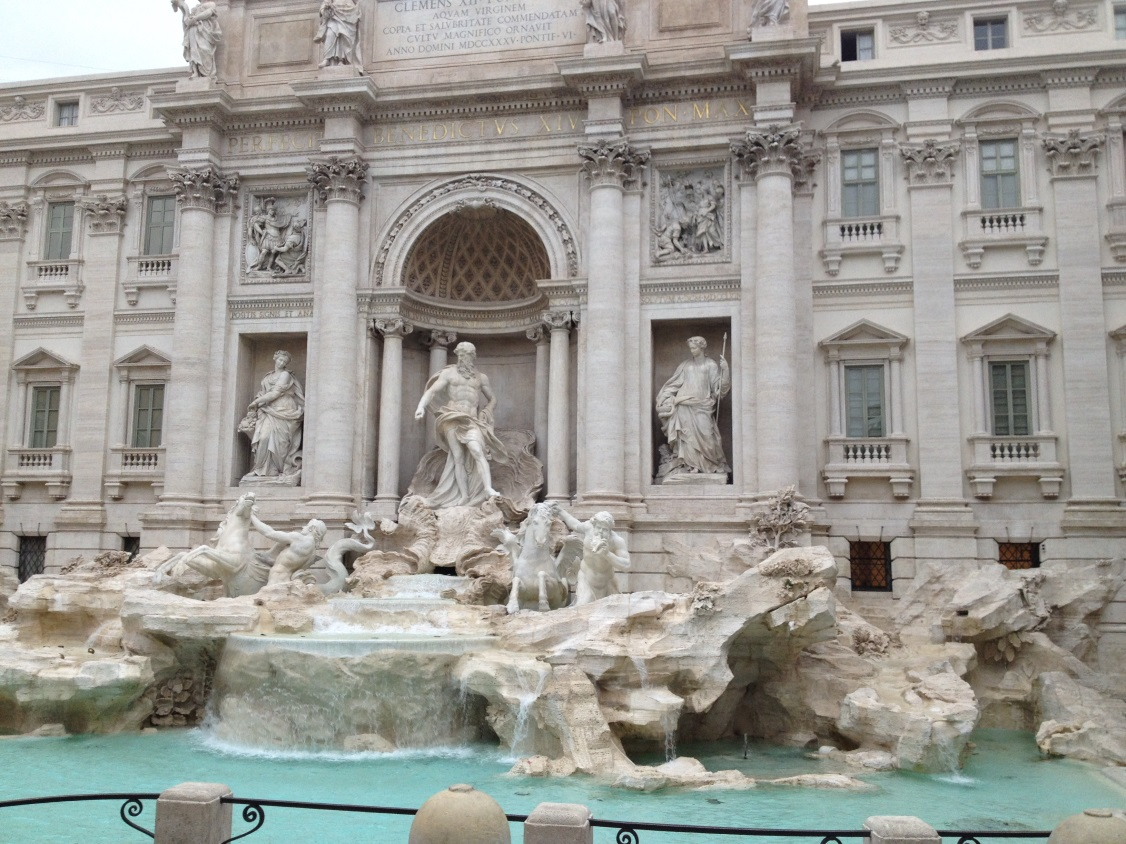 CLEMENS XII
AQVAM VIRGINEM
COPIA ET SALVBRITATE COMMENDATAM
CVLTV MAGNIFICO ORNAVIT
ANNO DOMINI MDCCXXXV PONTIF VI
BENEDICTVS XIV PON MAX